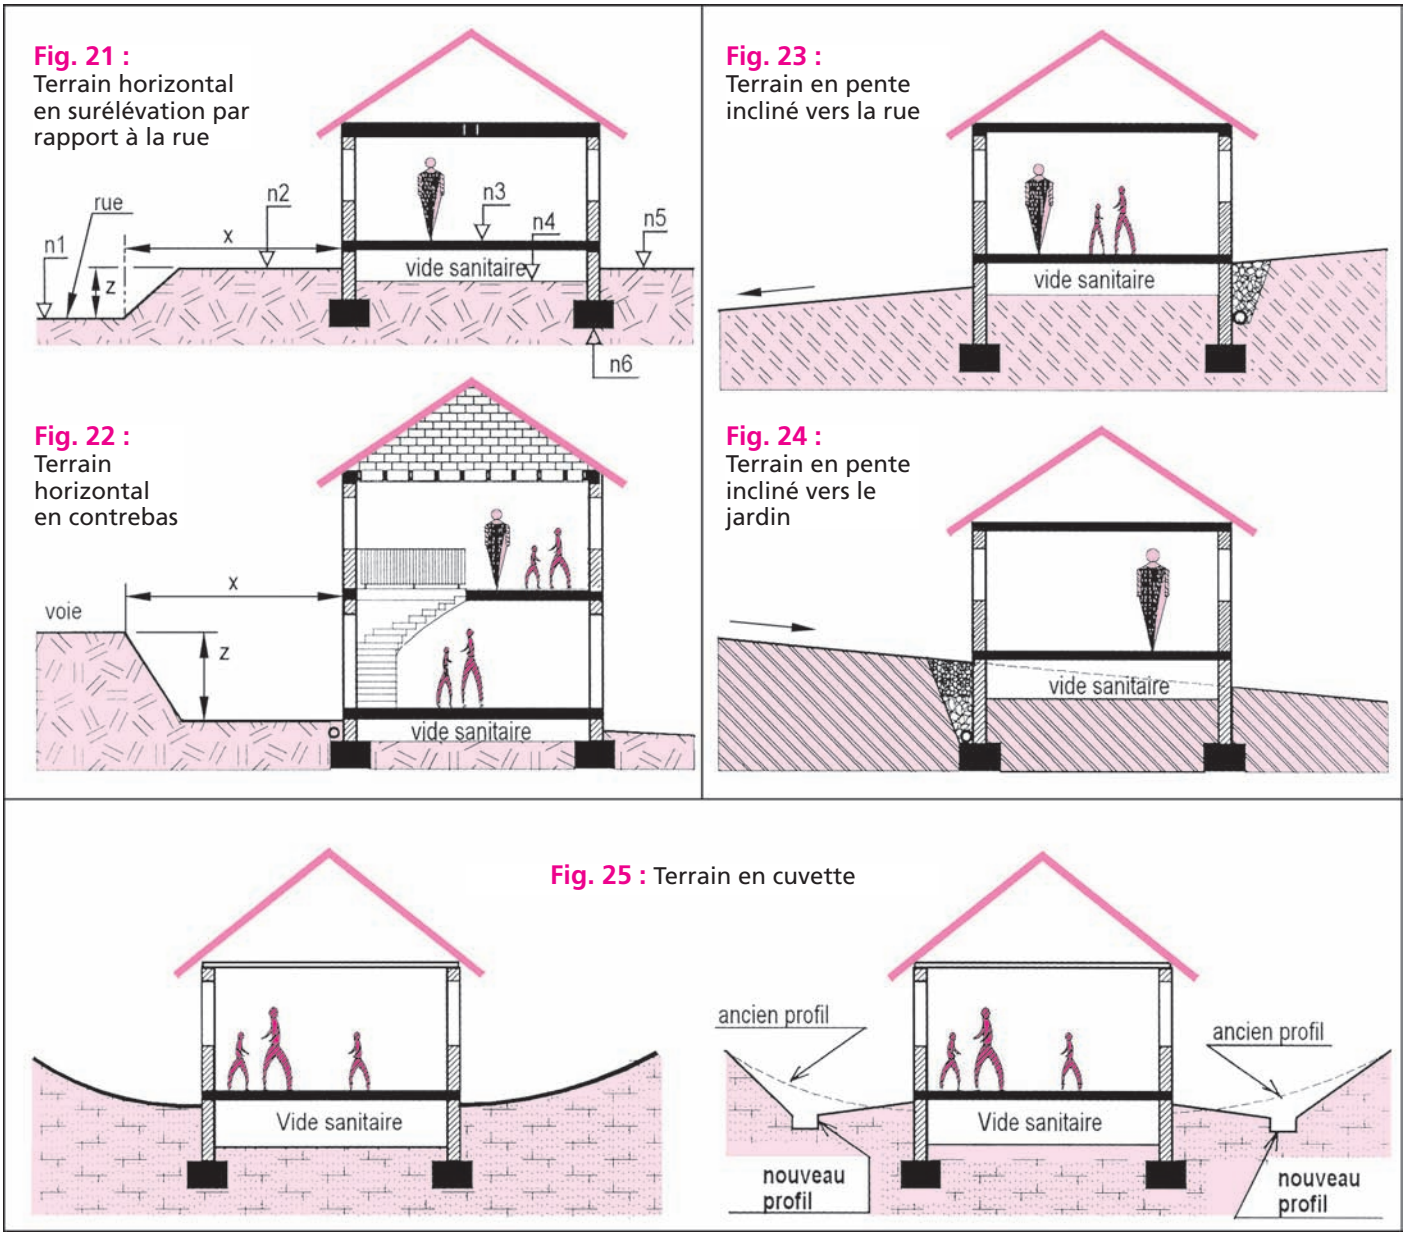 Fig. 21 :
Terrain horizontal
en surélévation par
rapport à la rue
rue
n1
n2
x
z
n3
n4
n5
n6
vide sanitaire
Fig. 22 :
Terrain
horizontal
en contrebas
voie
x
z
vide sanitaire
Fig. 23 :
Terrain en pente
incliné vers la rue
vide sanitaire
Fig. 24 :
Terrain en pente
incliné vers le
jardin
vide sanitaire
Fig. 25 : Terrain en cuvette
Vide sanitaire
ancien profil
ancien profil
Vide sanitaire
nouveau
profil
nouveau
profil